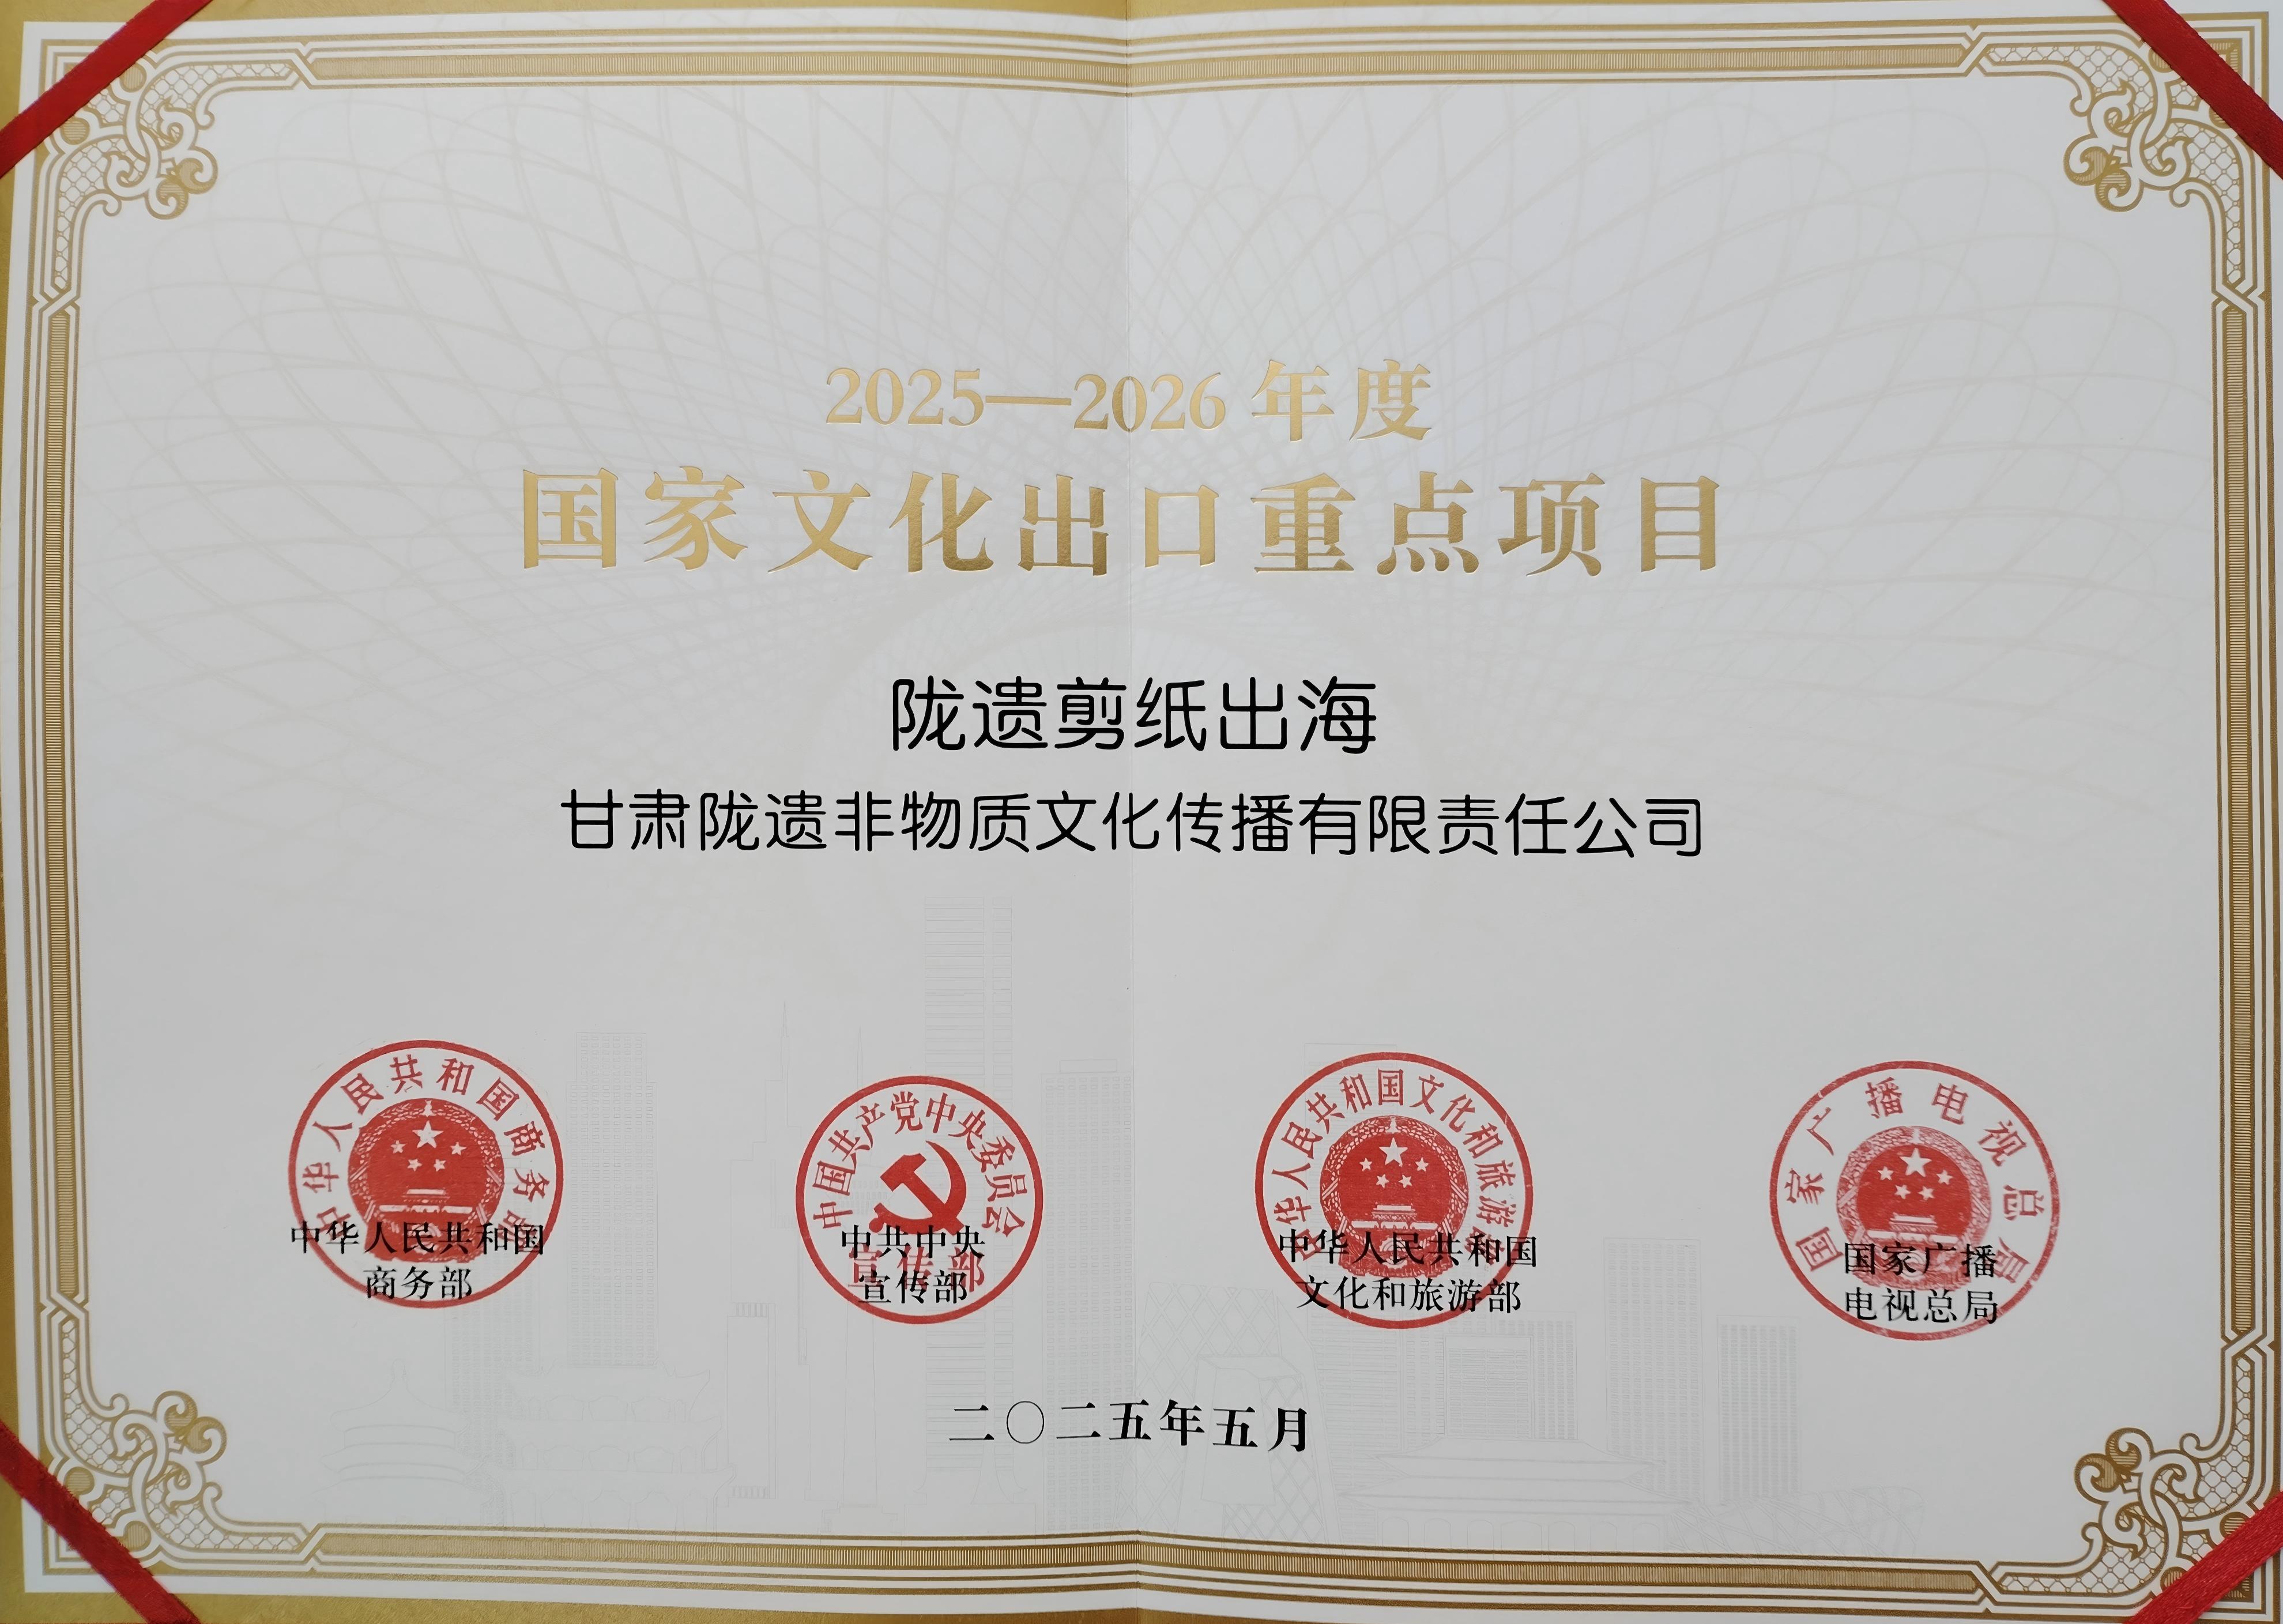 2025—2026年度
国家文化出口重点项目
陇遗剪纸出海
甘肃陇遗非物质文化传播有限责任公司
中华人民共和国商务部
中华人民共和国
商务部
中国共产党中央委员会
宣传部
中共中央
宣传部
中华人民共和国文化和旅游部
中华人民共和国
文化和旅游部
国家广播电视总局
国家广播
电视总局
二〇二五年五月